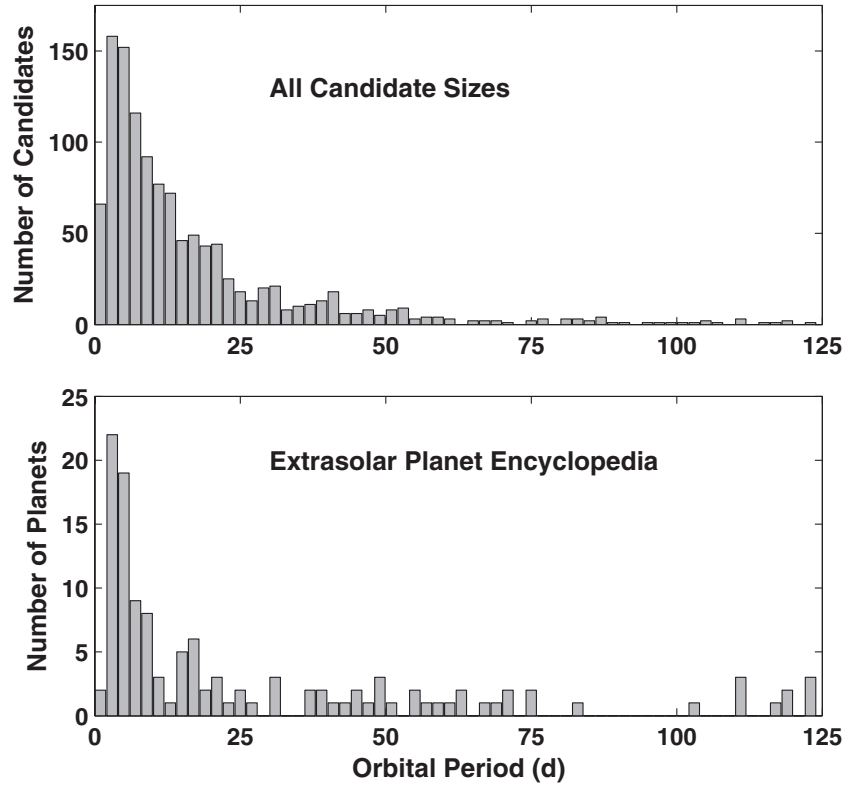 Number of Candidates
150
100
50
0
All Candidate Sizes
0 25 50 75 100 125
Number of Planets
25
20
15
10
5
0
Extrasolar Planet Encyclopedia
0 25 50 75 100 125
Orbital Period (d)